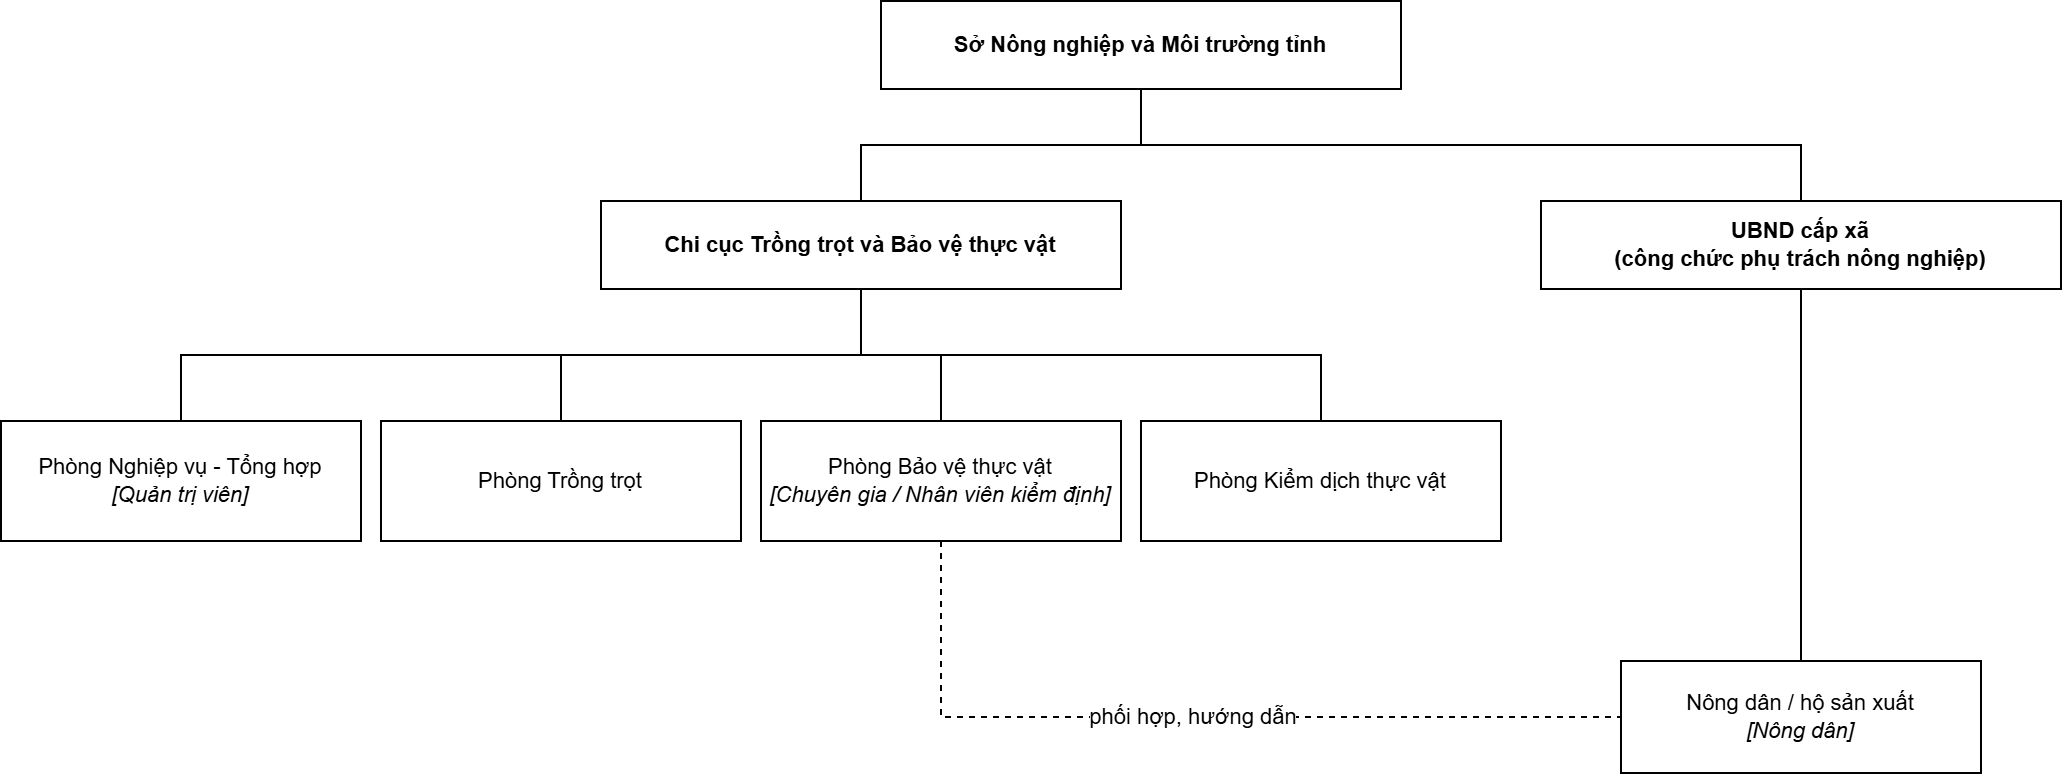 Sở Nông nghiệp và Môi trường tỉnh
Chi cục Trồng trọt và Bảo vệ thực vật
UBND cấp xã
(công chức phụ trách nông nghiệp)
Phòng Nghiệp vụ - Tổng hợp
[Quản trị viên]
Phòng Trồng trọt
Phòng Bảo vệ thực vật
[Chuyên gia / Nhân viên kiểm định]
Phòng Kiểm dịch thực vật
phối hợp, hướng dẫn
Nông dân / hộ sản xuất
[Nông dân]